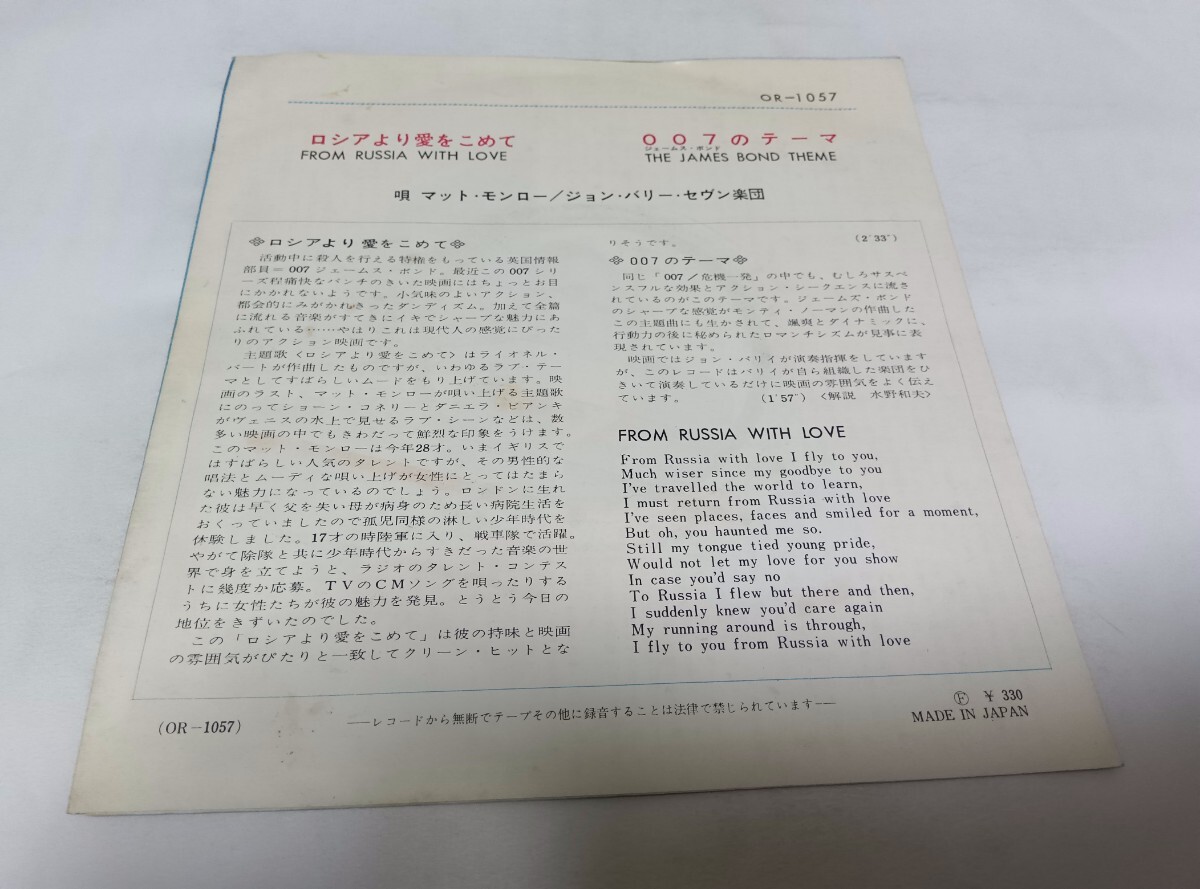 OR-1057
ロシアより愛をこめて
FROM RUSSIA WITH LOVE
007のテーマ
ジェームス・ボンド
THE JAMES BOND THEME
唄 マット・モンロー/ジョン・バリー・セヴン楽団
ロシアより愛をこめて
活動中に殺人を行える特権をもっている英国情報
部員=007ジェームス・ボンド。最近この007シリ
ーズ程痛快なパンチのきいた映画にはちょっとお目
にかかれないようです。小気味のよいアクション、
都会的にみがかれきったダンディズム。加えて全篇
に流れる音楽がすてきにイキでシャープな魅力にあ
ふれている……やはりこれは現代人の感覚にぴった
りのアクション映画です。
主題歌〈ロシアより愛をこめて〉はライオネル・
バートが作曲したものですが、いわゆるラブ・テー
マとしてすばらしいムードをもり上げています。映
画のラスト、マット・モンローが唄い上げる主題歌
にのってショーン・コネリーとダニエラ・ビアンキ
がヴェニスの水上で見せるラブ・シーンなどは、数
多い映画の中でもきわだって鮮烈な印象をうけます。
このマット・モンローは今年28才。いまイギリスで
はすばらしい人気のタレントですが、その男性的な
唱法とムーディな唄い上げが女性にとってはたまら
ない魅力になっているのでしょう。ロンドンに生れ
た彼は早く父を失い母が病身のため長い病院生活を
おくっていましたので孤児同様の淋しい少年時代を
体験しました。17才の時陸軍に入り、戦車隊で活躍。
やがて除隊と共に少年時代からすきだった音楽の世
界で身を立てようと、ラジオのタレント・コンテス
トに幾度か応募。TVのCMソングを唄ったりする
うちに女性たちが彼の魅力を発見。とうとう今日の
地位をきずいたのでした。
この「ロシアより愛をこめて」は彼の持味と映画
の雰囲気がぴたりと一致してクリーン・ヒットとな
りそうです。 (2′33″)
007のテーマ
同じ「007/危機一発」の中でも、むしろサスペ
ンスフルな効果とアクション・シークエンスに流さ
れているのがこのテーマです。ジェームズ・ボンド
のシャープな感覚がモンティ・ノーマンの作曲した
この主題曲にも生かされて、颯爽とダイナミックに、
行動力の後に秘められたロマンチシズムが見事に表
現されています。
映画ではジョン・バリイが演奏指揮をしています
が、このレコードはバリイが自ら組織した楽団をひ
きいて演奏しているだけに映画の雰囲気をよく伝え
ています。 (1′57″) 〈解説 水野和夫〉
FROM RUSSIA WITH LOVE
From Russia with love I fly to you,
Much wiser since my goodbye to you
I've travelled the world to learn,
I must return from Russia with love
I've seen places, faces and smiled for a moment,
But oh, you haunted me so.
Still my tongue tied young pride,
Would not let my love for you show
In case you'd say no
To Russia I flew but there and then,
I suddenly knew you'd care again
My running around is through,
I fly to you from Russia with love
(OR-1057)
―レコードから無断でテープその他に録音することは法律で禁じられています―
Ⓕ ¥ 330
MADE IN JAPAN